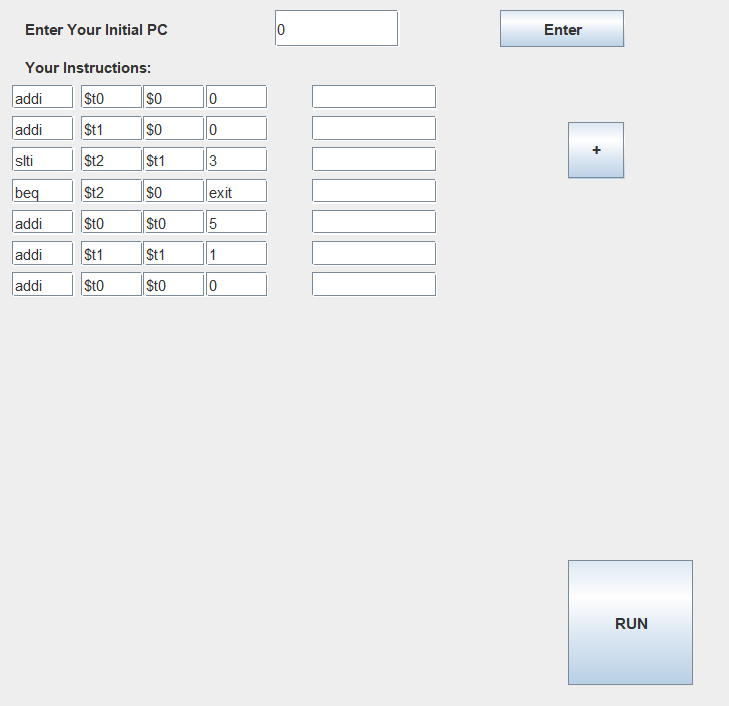 Enter Your Initial PC 0 Enter
Your Instructions:
addi $t0 $0 0
addi $t1 $0 0
+
slti $t2 $t1 3
beq $t2 $0 exit
addi $t0 $t0 5
addi $t1 $t1 1
addi $t0 $t0 0
RUN